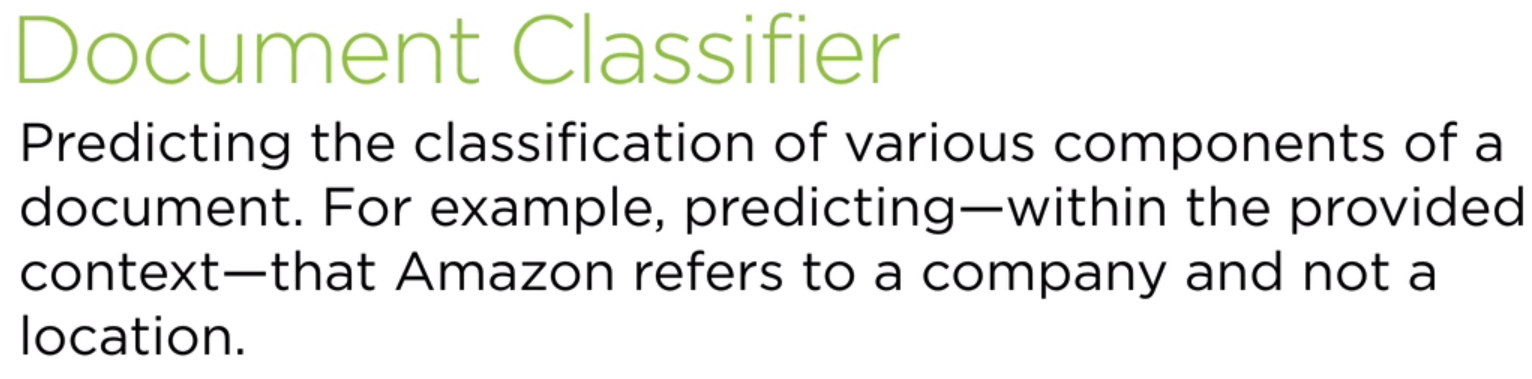 Document Classifier
Predicting the classification of various components of a
document. For example, predicting—within the provided
context—that Amazon refers to a company and not a
location.